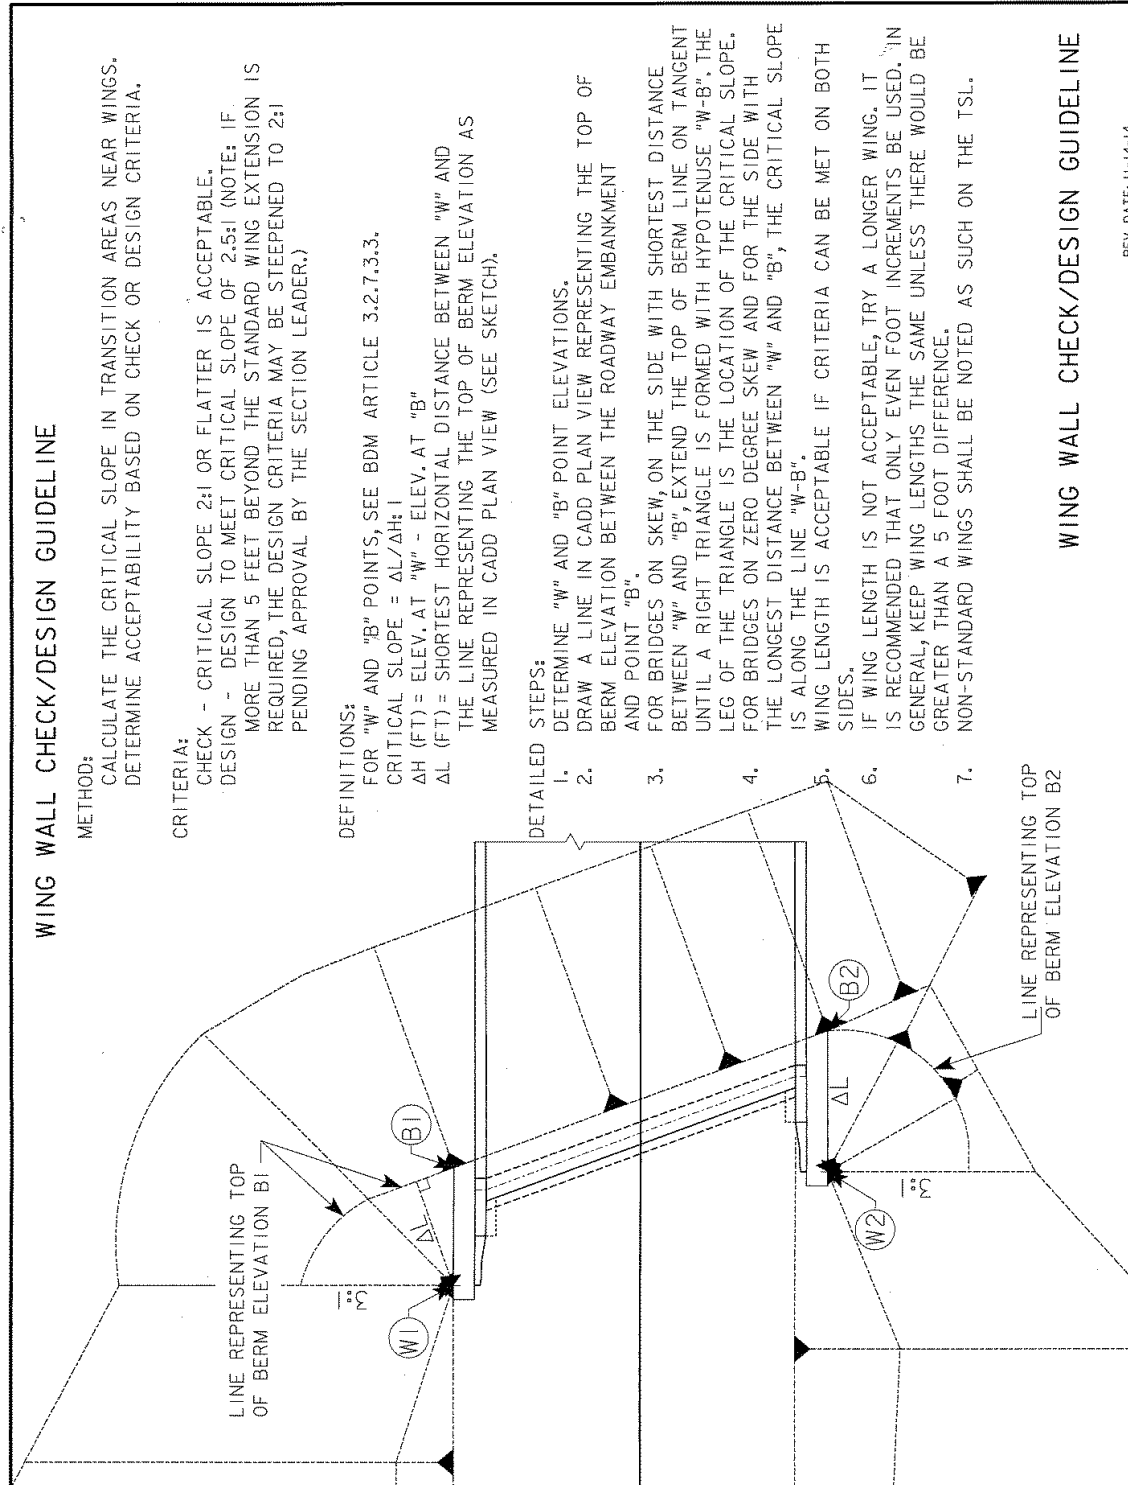 WING WALL CHECK/DESIGN GUIDELINE
METHOD:
CALCULATE THE CRITICAL SLOPE IN TRANSITION AREAS NEAR WINGS.
DETERMINE ACCEPTABILITY BASED ON CHECK OR DESIGN CRITERIA.
CRITERIA:
CHECK - CRITICAL SLOPE 2:1 OR FLATTER IS ACCEPTABLE.
DESIGN - DESIGN TO MEET CRITICAL SLOPE OF 2.5:1 (NOTE: IF
MORE THAN 5 FEET BEYOND THE STANDARD WING EXTENSION IS
REQUIRED, THE DESIGN CRITERIA MAY BE STEEPENED TO 2:1
PENDING APPROVAL BY THE SECTION LEADER.)
DEFINITIONS:
FOR "W" AND "B" POINTS, SEE BDM ARTICLE 3.2.7.3.3.
CRITICAL SLOPE = ΔL/ΔH:1
ΔH (FT) = ELEV. AT "W" - ELEV. AT "B"
ΔL (FT) = SHORTEST HORIZONTAL DISTANCE BETWEEN "W" AND
THE LINE REPRESENTING THE TOP OF BERM ELEVATION AS
MEASURED IN CADD PLAN VIEW (SEE SKETCH).
DETAILED STEPS:
1. DETERMINE "W" AND "B" POINT ELEVATIONS.
2. DRAW A LINE IN CADD PLAN VIEW REPRESENTING THE TOP OF
BERM ELEVATION BETWEEN THE ROADWAY EMBANKMENT
AND POINT "B".
3. FOR BRIDGES ON SKEW, ON THE SIDE WITH SHORTEST DISTANCE
BETWEEN "W" AND "B", EXTEND THE TOP OF BERM LINE ON TANGENT
UNTIL A RIGHT TRIANGLE IS FORMED WITH HYPOTENUSE "W-B". THE
LEG OF THE TRIANGLE IS THE LOCATION OF THE CRITICAL SLOPE.
4. FOR BRIDGES ON ZERO DEGREE SKEW AND FOR THE SIDE WITH
THE LONGEST DISTANCE BETWEEN "W" AND "B", THE CRITICAL SLOPE
IS ALONG THE LINE "W-B".
5. WING LENGTH IS ACCEPTABLE IF CRITERIA CAN BE MET ON BOTH
SIDES.
6. IF WING LENGTH IS NOT ACCEPTABLE, TRY A LONGER WING. IT
IS RECOMMENDED THAT ONLY EVEN FOOT INCREMENTS BE USED. IN
GENERAL, KEEP WING LENGTHS THE SAME UNLESS THERE WOULD BE
GREATER THAN A 5 FOOT DIFFERENCE.
7. NON-STANDARD WINGS SHALL BE NOTED AS SUCH ON THE TSL.
LINE REPRESENTING TOP
OF BERM ELEVATION B1
W1
3:1
ΔL
B1
W2
3:1
ΔL
B2
LINE REPRESENTING TOP
OF BERM ELEVATION B2
WING WALL CHECK/DESIGN GUIDELINE
REV. DATE: 11-14-14